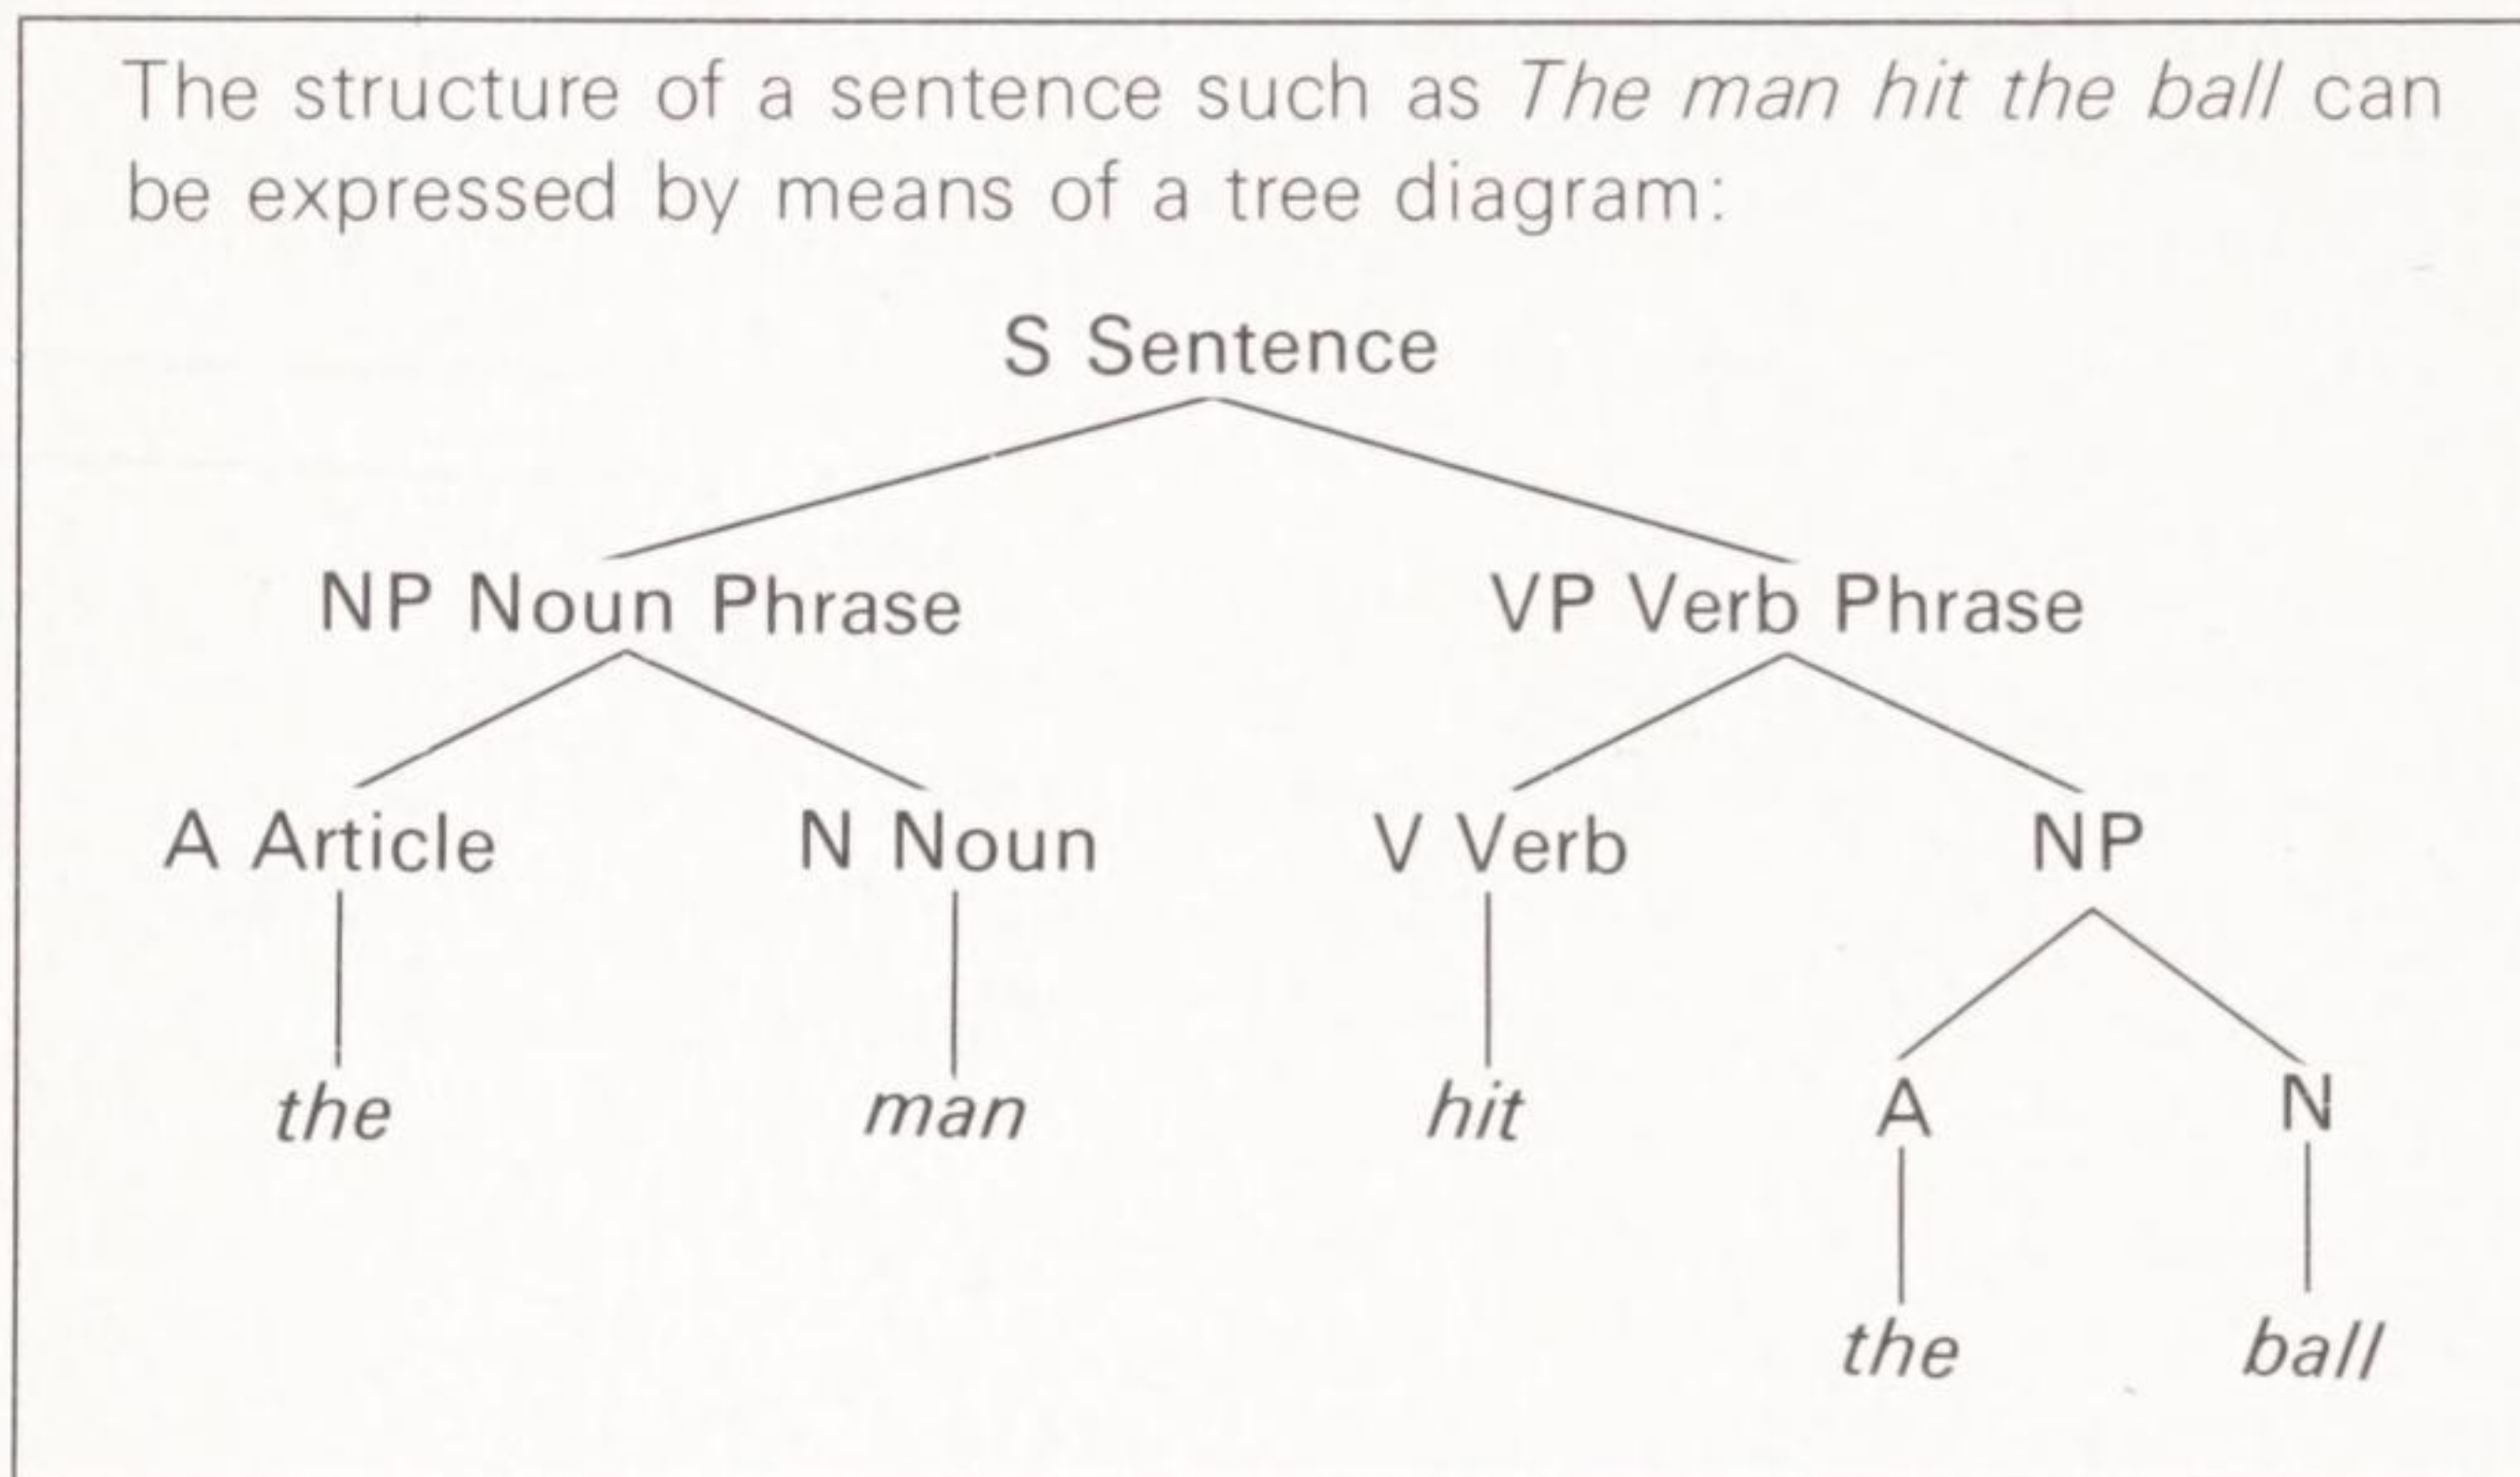 The structure of a sentence such as The man hit the ball can
be expressed by means of a tree diagram:
S Sentence
NP Noun Phrase VP Verb Phrase
A Article N Noun V Verb NP
the man hit A N
the ball